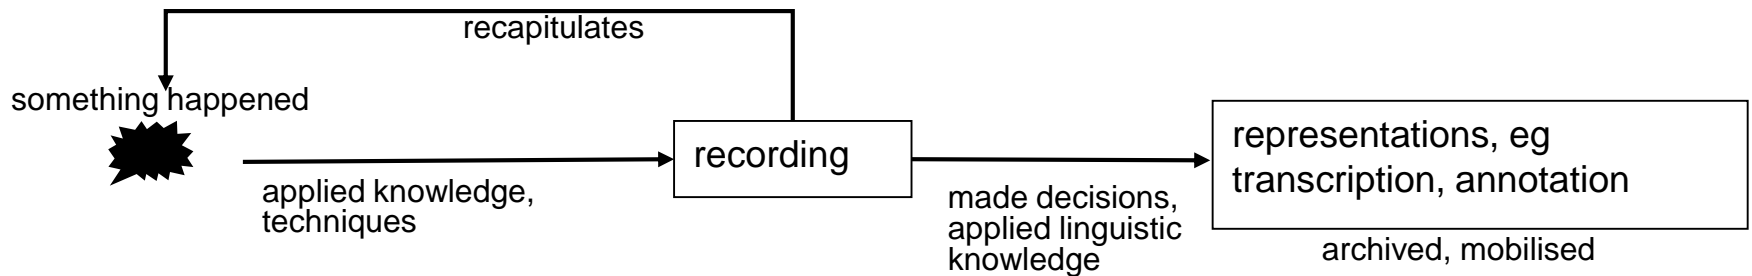 recapitulates
something happened
recording
applied knowledge,
techniques
made decisions,
applied linguistic
knowledge
representations, eg
transcription, annotation
archived, mobilised